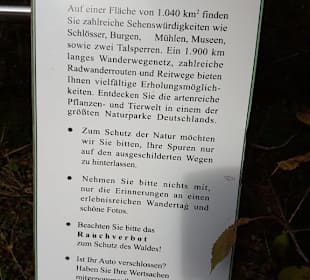 Auf einer Fläche von 1.040 km² finden
Sie zahlreiche Sehenswürdigkeiten wie
Schlösser, Burgen, Mühlen, Museen,
sowie zwei Talsperren. Ein 1.900 km
langes Wanderwegenetz, zahlreiche
Radwanderrouten und Reitwege bieten
Ihnen vielfältige Erholungsmöglich-
keiten. Entdecken Sie die artenreiche
Pflanzen- und Tierwelt in einem der
größten Naturparke Deutschlands.
• Zum Schutz der Natur möchten
wir Sie bitten, Ihre Spuren nur
auf den ausgeschilderten Wegen
zu hinterlassen.
• Nehmen Sie bitte nichts mit,
nur die Erinnerungen an einen
erlebnisreichen Wandertag und
schöne Fotos.
• Beachten Sie bitte das
Rauchverbot
zum Schutz des Waldes!
• Ist Ihr Auto verschlossen?
Haben Sie Ihre Wertsachen